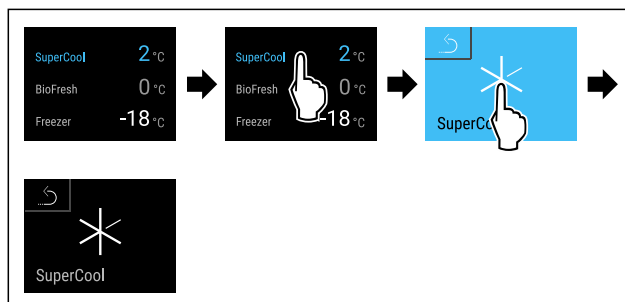 SuperCool 2 °C
BioFresh 0 °C
Freezer -18 °C
SuperCool 2 °C
BioFresh 0 °C
Freezer -18 °C
SuperCo
SuperCool